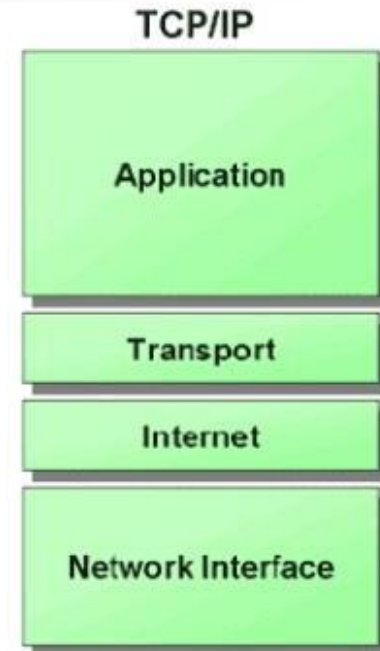 TCP/IP
Application
Transport
Internet
Network Interface